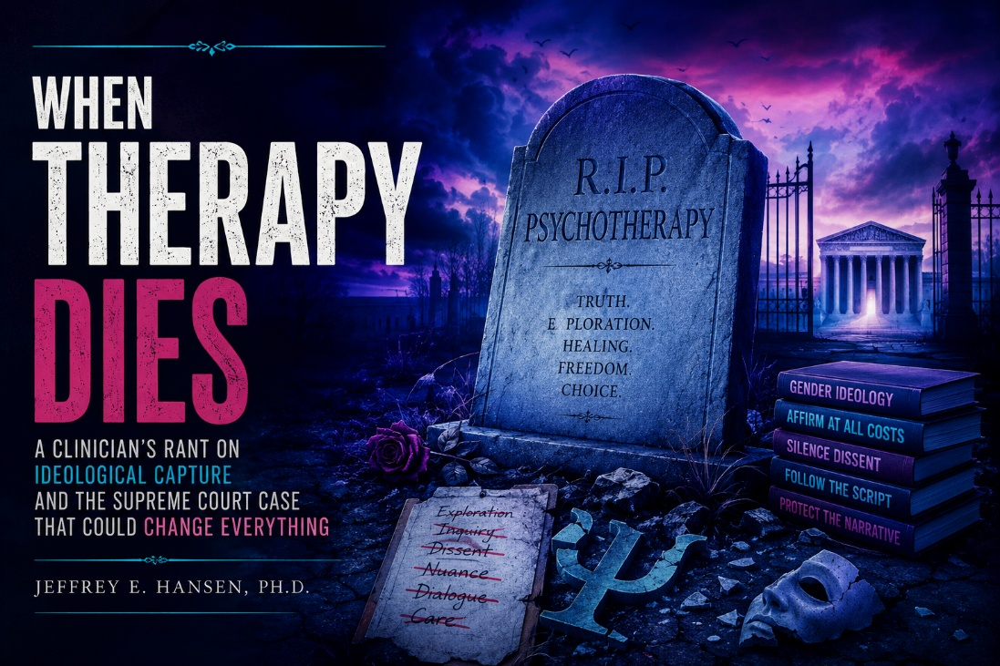 WHEN
THERAPY
DIES
A CLINICIAN'S RANT ON
IDEOLOGICAL CAPTURE
AND THE SUPREME COURT CASE
THAT COULD CHANGE EVERYTHING
JEFFREY E. HANSEN, PH.D.
R.I.P.
PSYCHOTHERAPY
TRUTH.
E PLORATION.
HEALING.
FREEDOM.
CHOICE.
GENDER IDEOLOGY
AFFIRM AT ALL COSTS
SILENCE DISSENT
FOLLOW THE SCRIPT
PROTECT THE NARRATIVE
Exploration
Inquiry
Dissent
Nuance
Dialogue
Care
Ψ